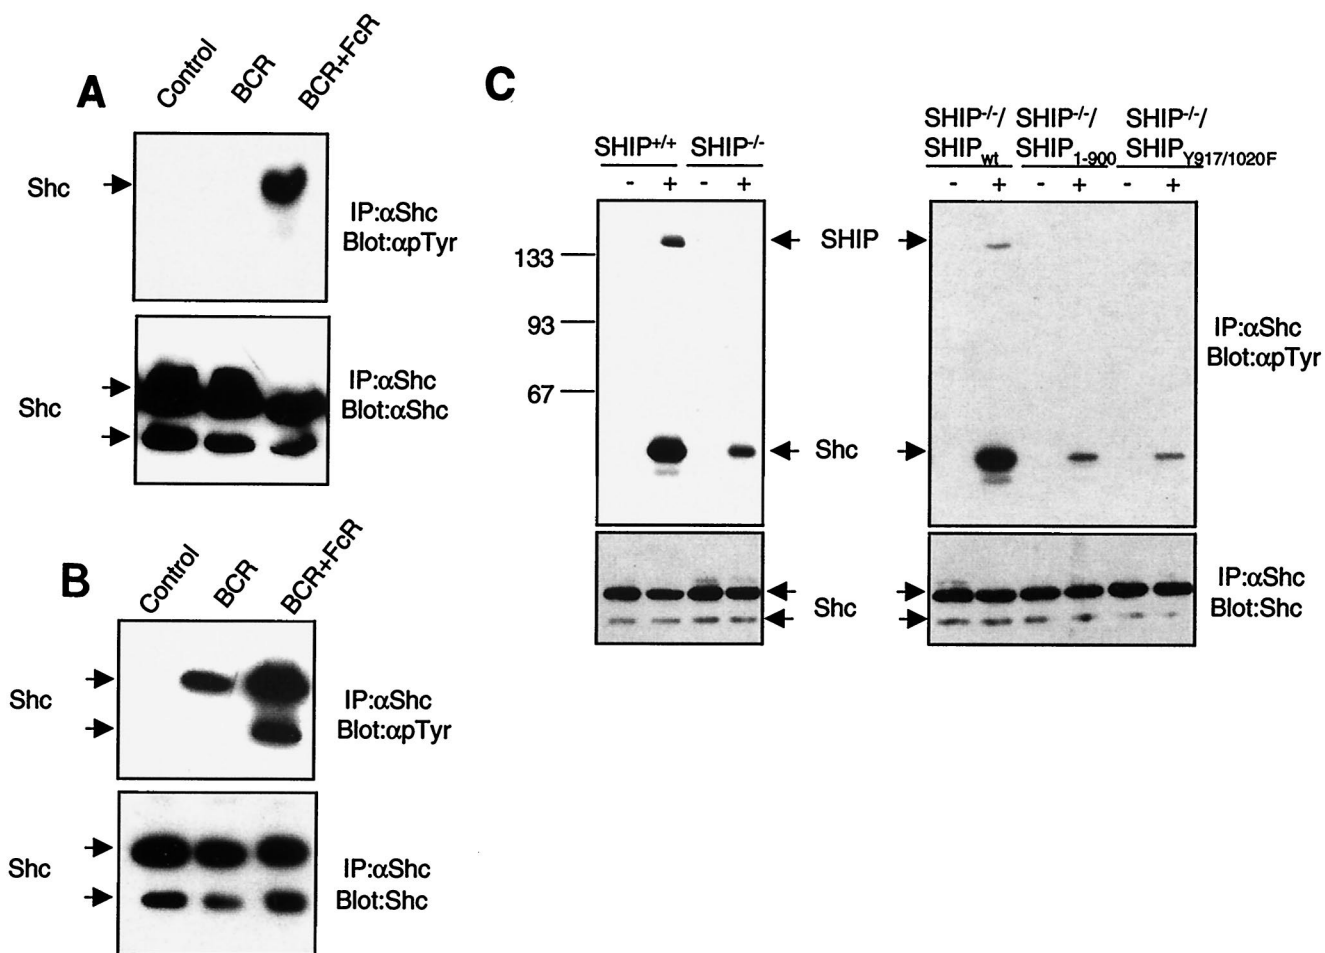 A
Control
BCR
BCR+FcR
Shc
IP:αShc
Blot:αpTyr
Shc
IP:αShc
Blot:αShc
B
Control
BCR
BCR+FcR
Shc
IP:αShc
Blot:αpTyr
Shc
IP:αShc
Blot:Shc
C
SHIP+/+ SHIP-/-
- + - +
SHIP-/-/ SHIP-/-/ SHIP-/-/
SHIPwt SHIP1-900 SHIPY917/1020F
- + - + - +
133
93
67
SHIP
Shc
IP:αShc
Blot:αpTyr
Shc
IP:αShc
Blot:Shc